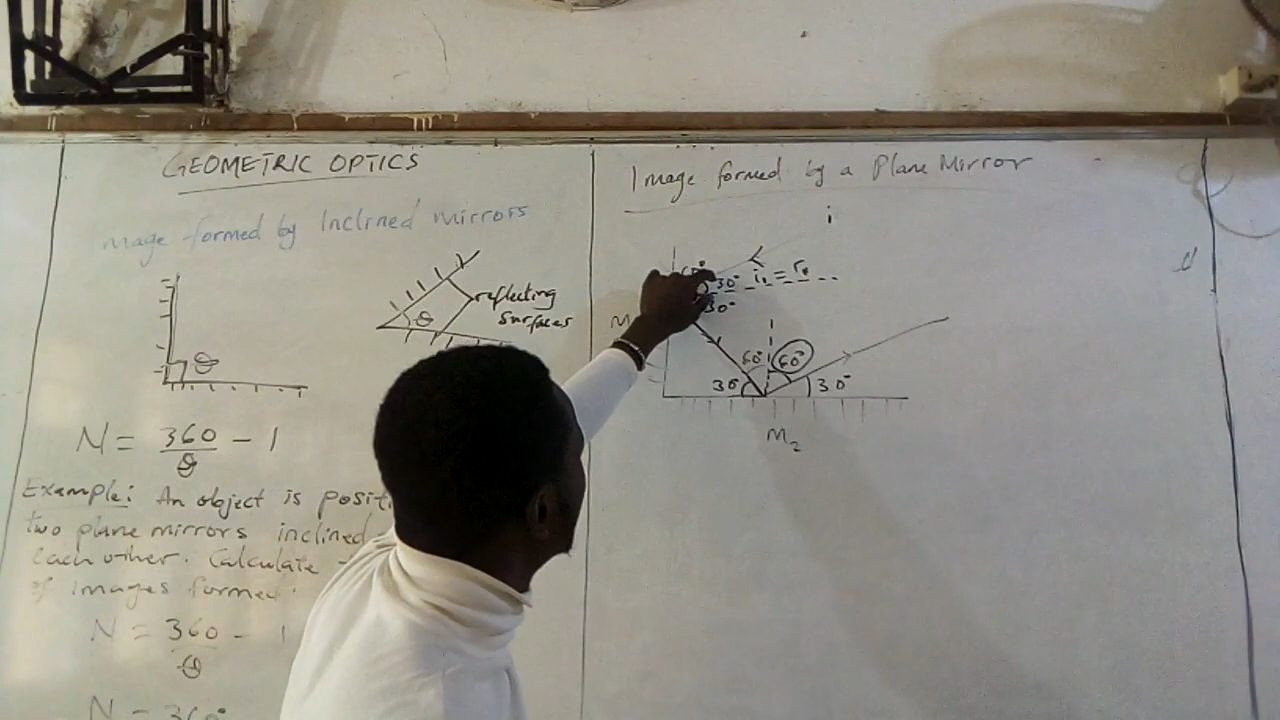 GEOMETRIC OPTICS
Image formed by Inclined mirrors
reflecting
surfaces
θ
θ
N = 360/θ - 1
Example: An object is posit
two plane mirrors inclined
each other. Calculate
of images formed.
N = 360/θ - 1
N = 360°
Image formed by a Plane Mirror
i
30° i₁ = r₁
30°
M
60° 60°
30 30°
M₂